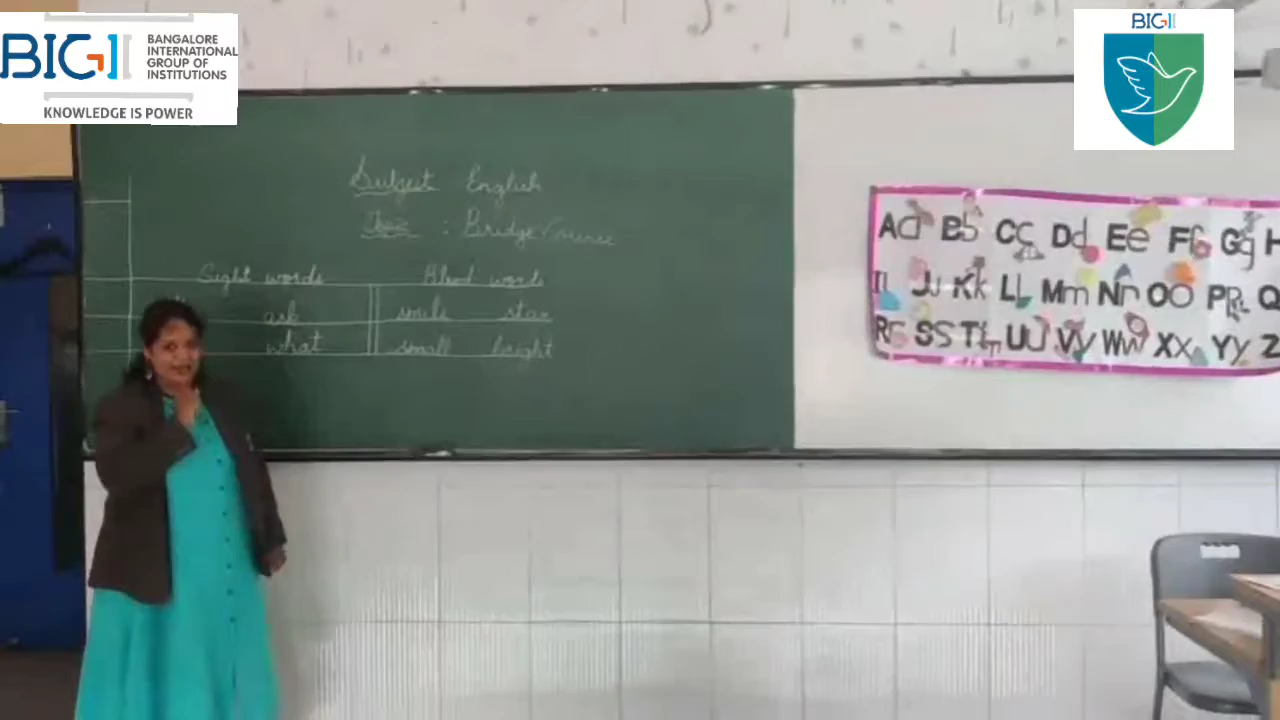 BIGI
BANGALORE
INTERNATIONAL
GROUP OF
INSTITUTIONS
KNOWLEDGE IS POWER
BIGI
Subject English
: Bridge Course
Sight words Blend words
ask smile star
what small bright
Aa Bb Cc Dd Ee Ff Gg H
Jj Kk Ll Mm Nn Oo Pp Q
Ss Tt Uu Vv Ww Xx Yy Z